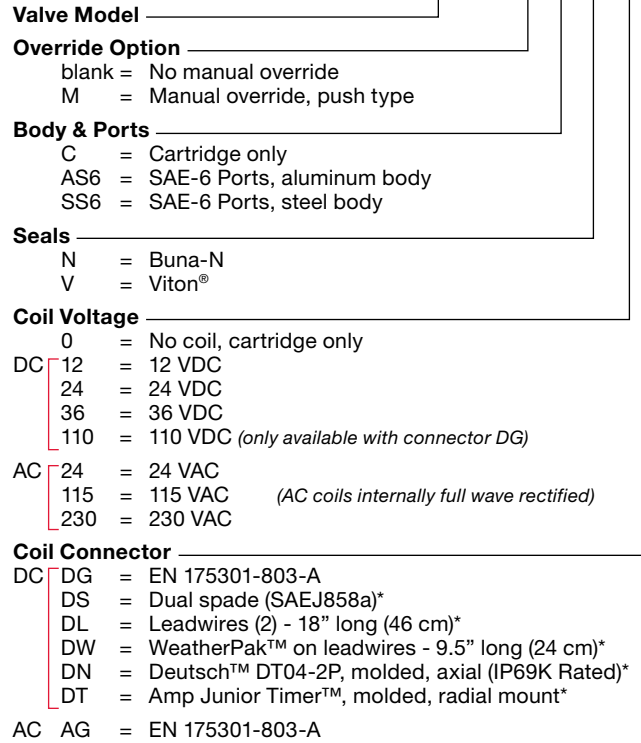 Valve Model
Override Option
blank = No manual override
M = Manual override, push type
Body & Ports
C = Cartridge only
AS6 = SAE-6 Ports, aluminum body
SS6 = SAE-6 Ports, steel body
Seals
N = Buna-N
V = Viton®
Coil Voltage
0 = No coil, cartridge only
DC 12 = 12 VDC
24 = 24 VDC
36 = 36 VDC
110 = 110 VDC (only available with connector DG)
AC 24 = 24 VAC
115 = 115 VAC (AC coils internally full wave rectified)
230 = 230 VAC
Coil Connector
DC DG = EN 175301-803-A
DS = Dual spade (SAEJ858a)*
DL = Leadwires (2) - 18” long (46 cm)*
DW = WeatherPak™ on leadwires - 9.5” long (24 cm)*
DN = Deutsch™ DT04-2P, molded, axial (IP69K Rated)*
DT = Amp Junior Timer™, molded, radial mount*
AC AG = EN 175301-803-A